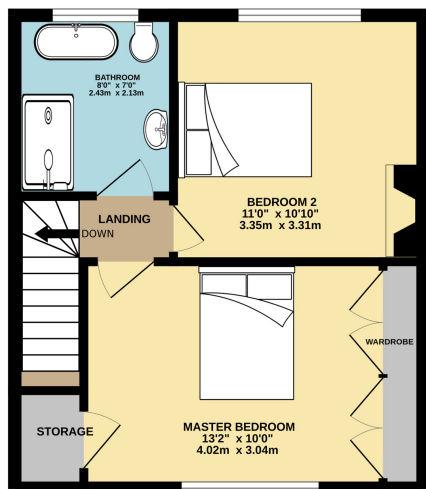 BATHROOM
8'0" x 7'0"
2.43m x 2.13m
BEDROOM 2
11'0" x 10'10"
3.35m x 3.31m
LANDING
DOWN
WARDROBE
STORAGE
MASTER BEDROOM
13'2" x 10'0"
4.02m x 3.04m